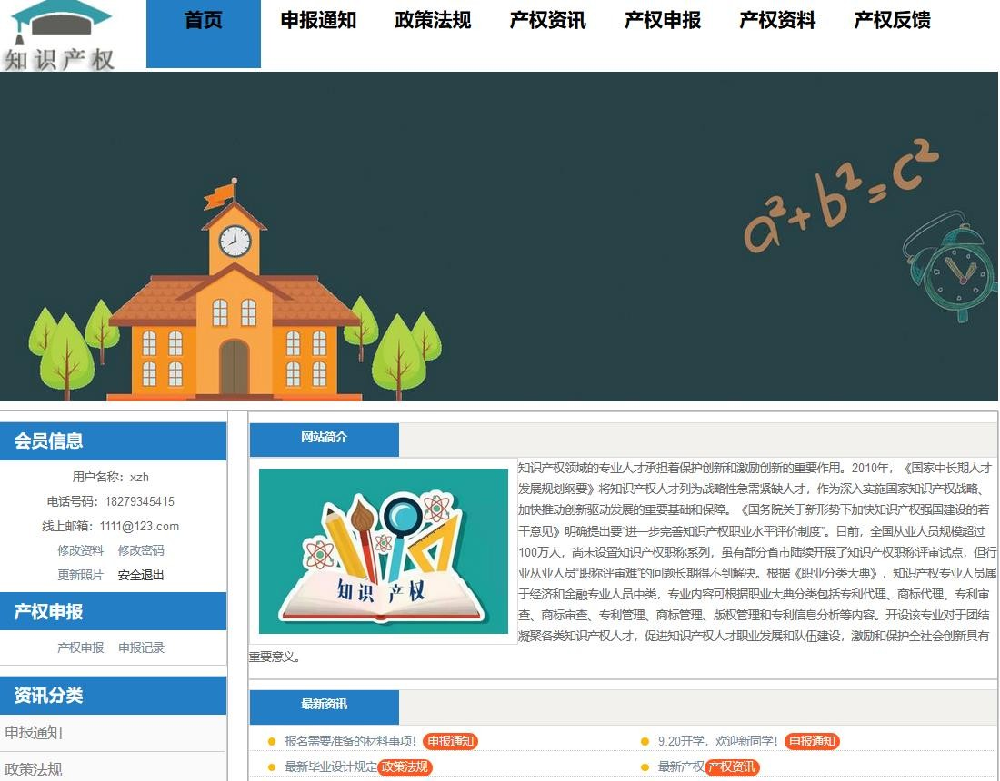 知识产权
首页 申报通知 政策法规 产权资讯 产权申报 产权资料 产权反馈
a²+b²=c²
会员信息
用户名称：xzh
电话号码：18279345415
线上邮箱：1111@123.com
修改资料 修改密码
更新照片 安全退出
产权申报
产权申报 申报记录
资讯分类
申报通知
政策法规
网站简介
知识 产权
知识产权领域的专业人才承担着保护创新和激励创新的重要作用。2010年，《国家中长期人才
发展规划纲要》将知识产权人才列为战略性急需紧缺人才，作为深入实施国家知识产权战略、
加快推动创新驱动发展的重要基础和保障。《国务院关于新形势下加快知识产权强国建设的若
干意见》明确提出要“进一步完善知识产权职业水平评价制度”。目前，全国从业人员规模超过
100万人，尚未设置知识产权职称系列，虽有部分省市陆续开展了知识产权职称评审试点，但行
业从业人员“职称评审难”的问题长期得不到解决。根据《职业分类大典》，知识产权专业人员属
于经济和金融专业人员中类，专业内容可根据职业大典分类包括专利代理、商标代理、专利审
查、商标审查、专利管理、商标管理、版权管理和专利信息分析等内容。开设该专业对于团结
凝聚各类知识产权人才，促进知识产权人才职业发展和队伍建设，激励和保护全社会创新具有
重要意义。
最新资讯
报名需要准备的材料事项！ 申报通知
9.20开学，欢迎新同学！ 申报通知
最新毕业设计规定 政策法规
最新产权 产权资讯